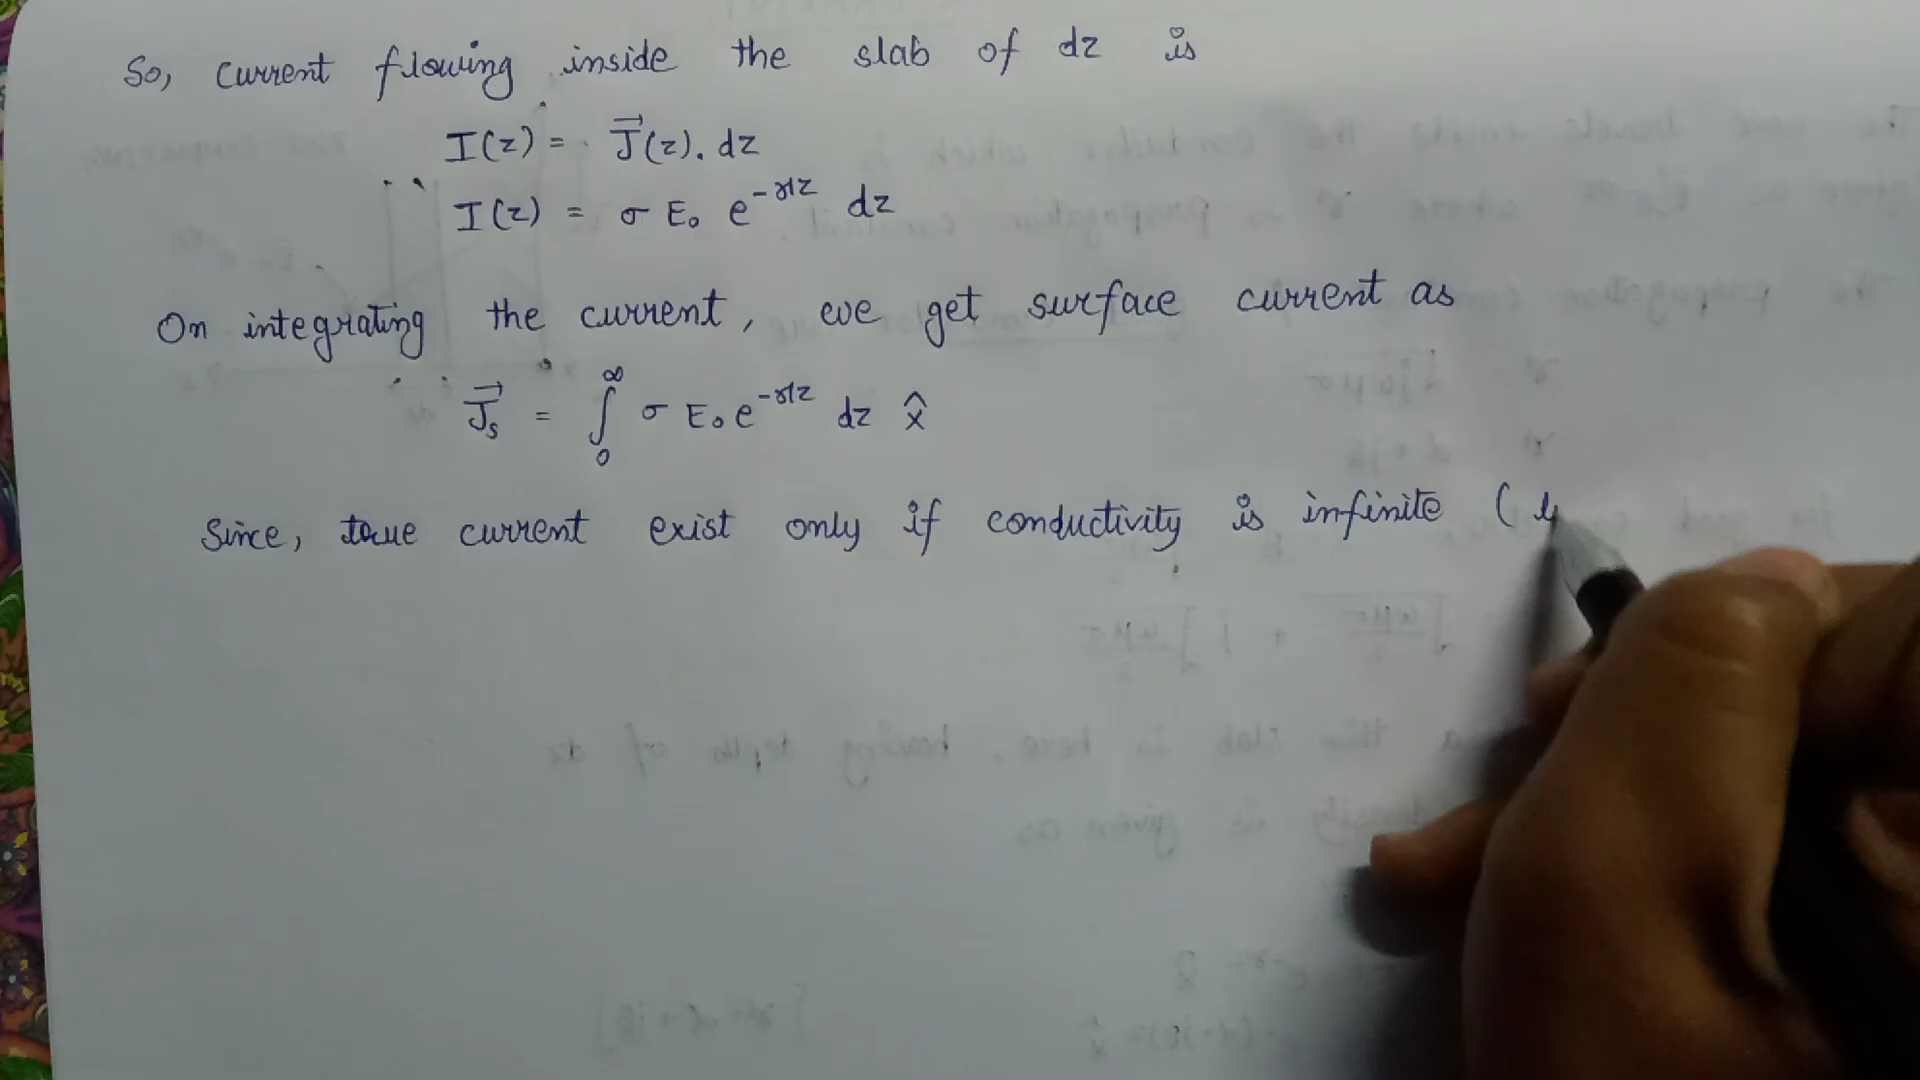 So, current flowing inside the slab of dz is
I(z) = J⃗(z). dz
I(z) = σ E₀ e^{-γz} dz
On integrating the current, we get surface current as
J⃗ₛ = ∫₀^∞ σ E₀ e^{-γz} dz x̂
Since, true current exist only if conductivity is infinite (